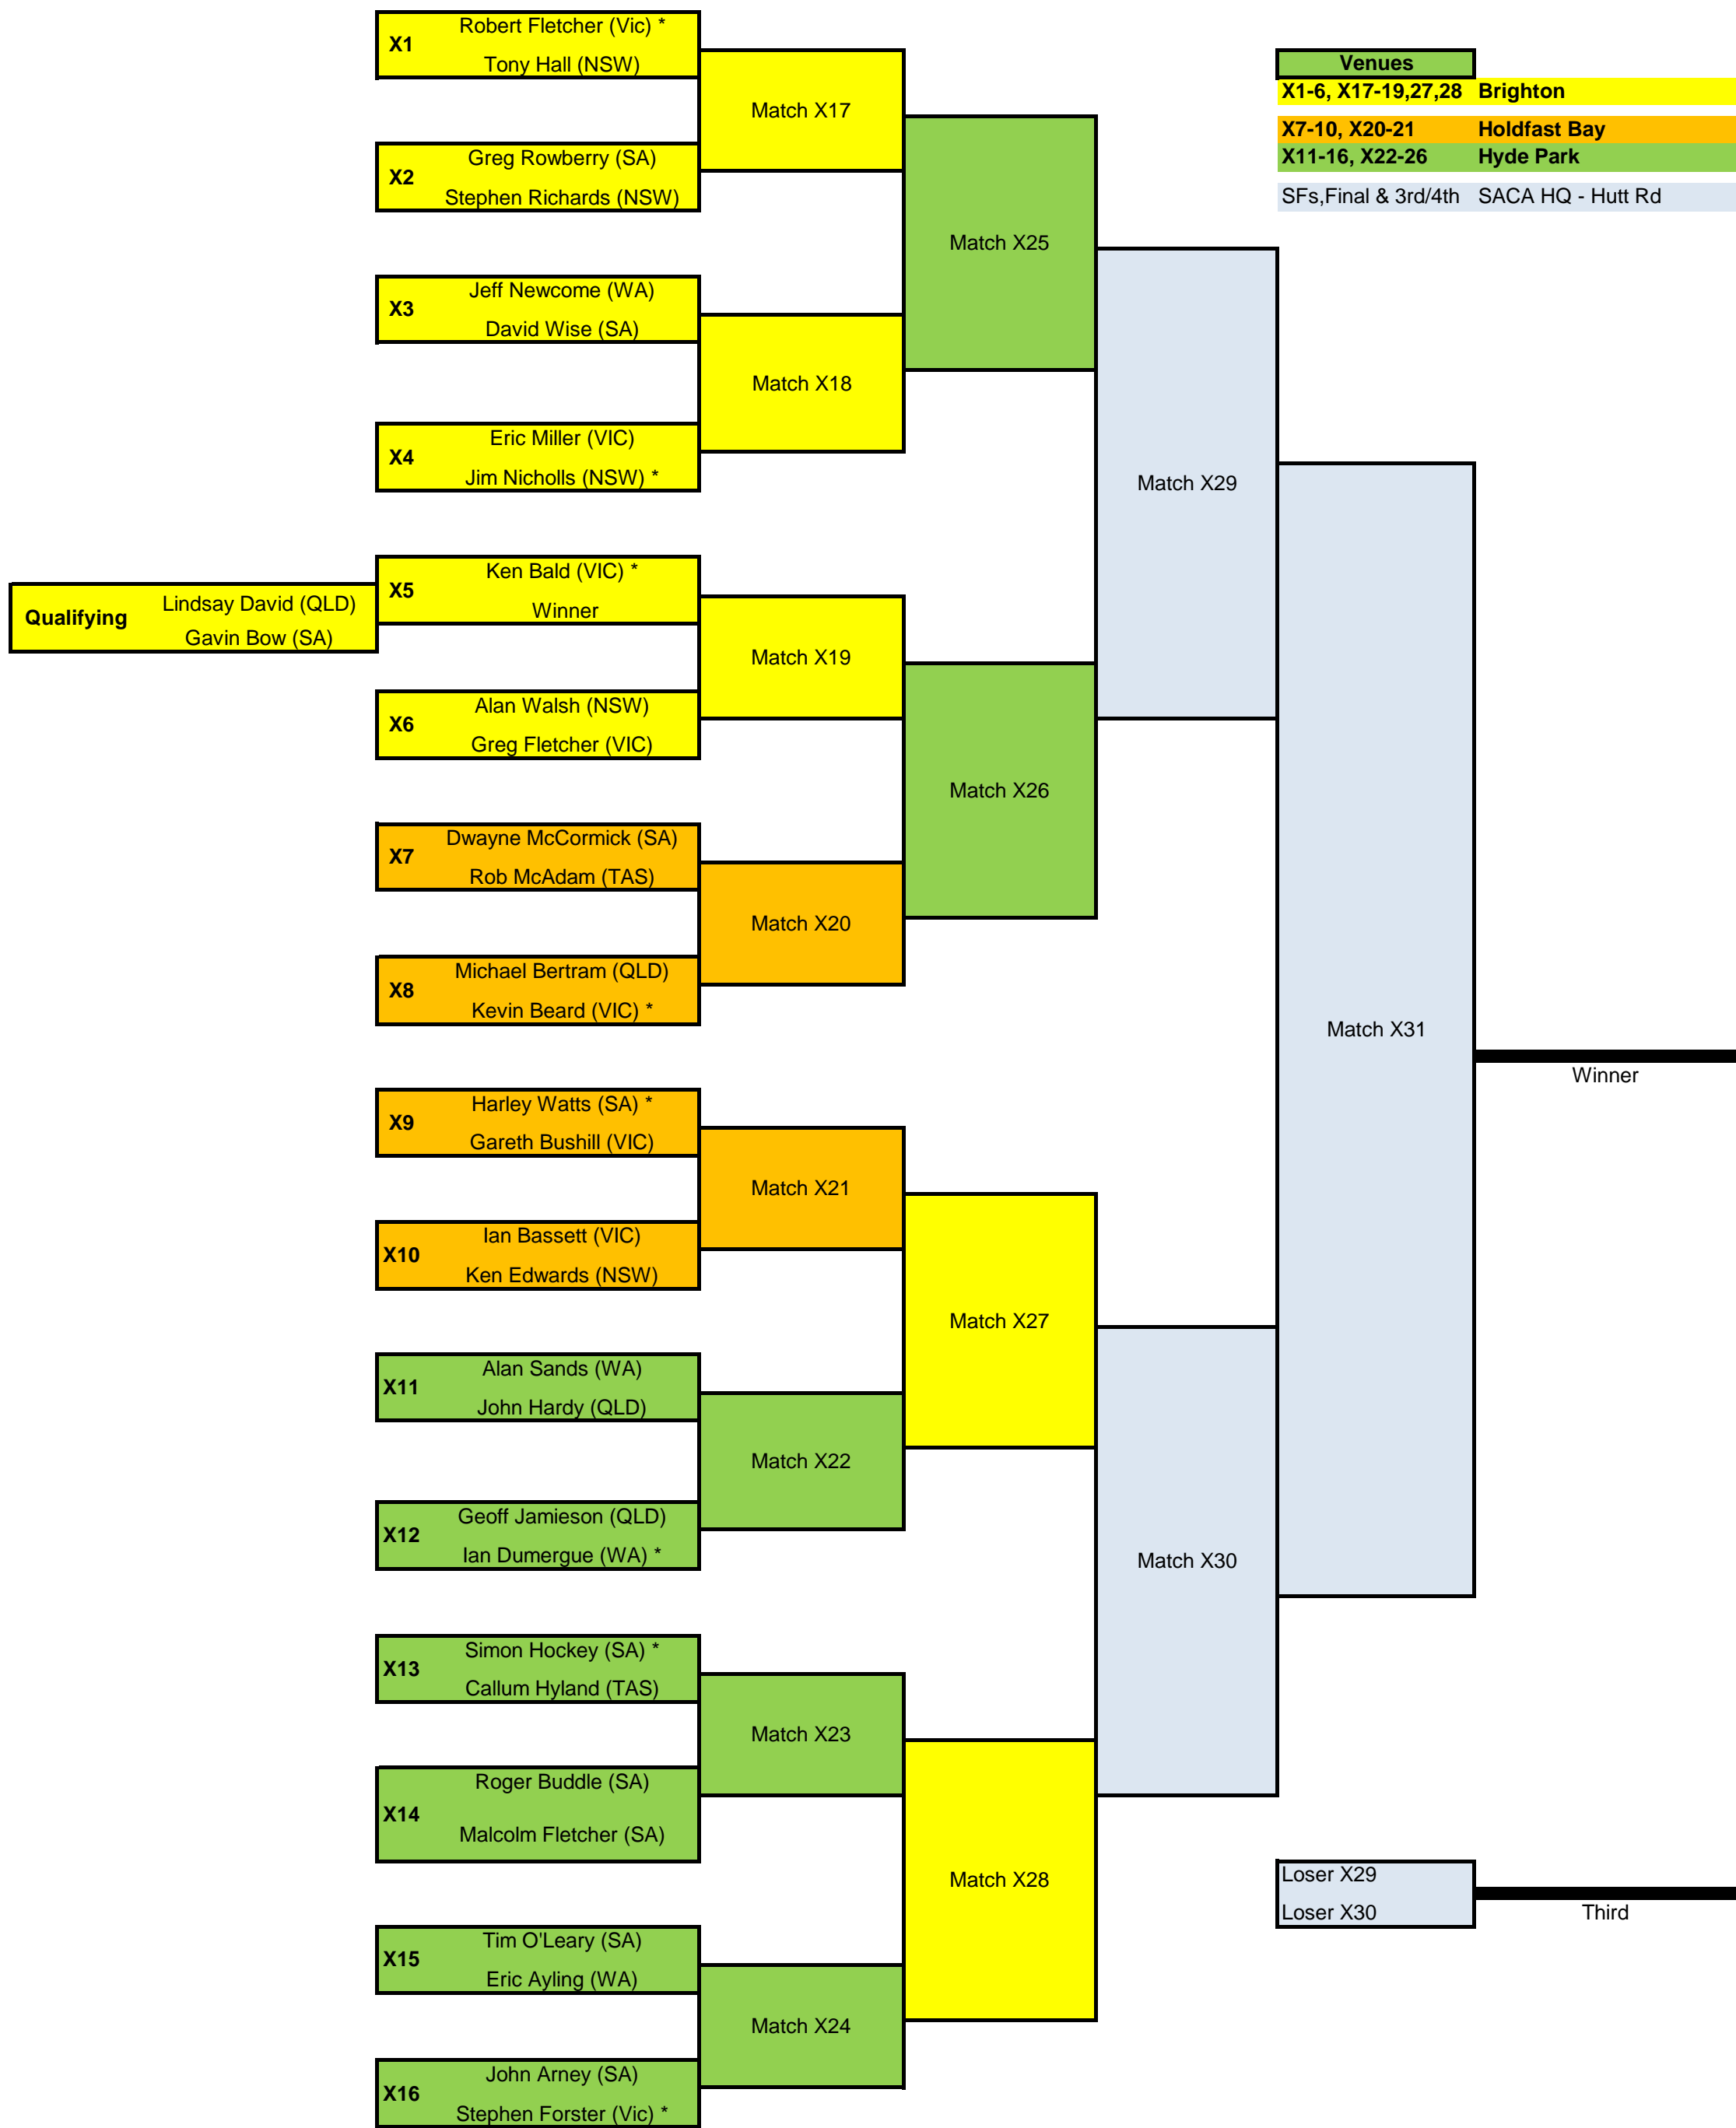 Robert Fletcher (Vic) *
X1
Tony Hall (NSW)
Venues
X1-6, X17-19,27,28 Brighton
Match X17
X7-10, X20-21 Holdfast Bay
X11-16, X22-26 Hyde Park
Greg Rowberry (SA)
X2
Stephen Richards (NSW)
SFs,Final & 3rd/4th SACA HQ - Hutt Rd
Match X25
Jeff Newcome (WA)
X3
David Wise (SA)
Match X18
Eric Miller (VIC)
X4
Jim Nicholls (NSW) *
Match X29
Ken Bald (VIC) *
X5
Winner
Lindsay David (QLD)
Qualifying
Gavin Bow (SA)
Match X19
Alan Walsh (NSW)
X6
Greg Fletcher (VIC)
Match X26
Dwayne McCormick (SA)
X7
Rob McAdam (TAS)
Match X20
Michael Bertram (QLD)
X8
Kevin Beard (VIC) *
Match X31
Winner
Harley Watts (SA) *
X9
Gareth Bushill (VIC)
Match X21
Ian Bassett (VIC)
X10
Ken Edwards (NSW)
Match X27
Alan Sands (WA)
X11
John Hardy (QLD)
Match X22
Geoff Jamieson (QLD)
X12
Ian Dumergue (WA) *
Match X30
Simon Hockey (SA) *
X13
Callum Hyland (TAS)
Match X23
Roger Buddle (SA)
X14
Malcolm Fletcher (SA)
Match X28
Loser X29
Loser X30
Third
Tim O'Leary (SA)
X15
Eric Ayling (WA)
Match X24
John Arney (SA)
X16
Stephen Forster (Vic) *